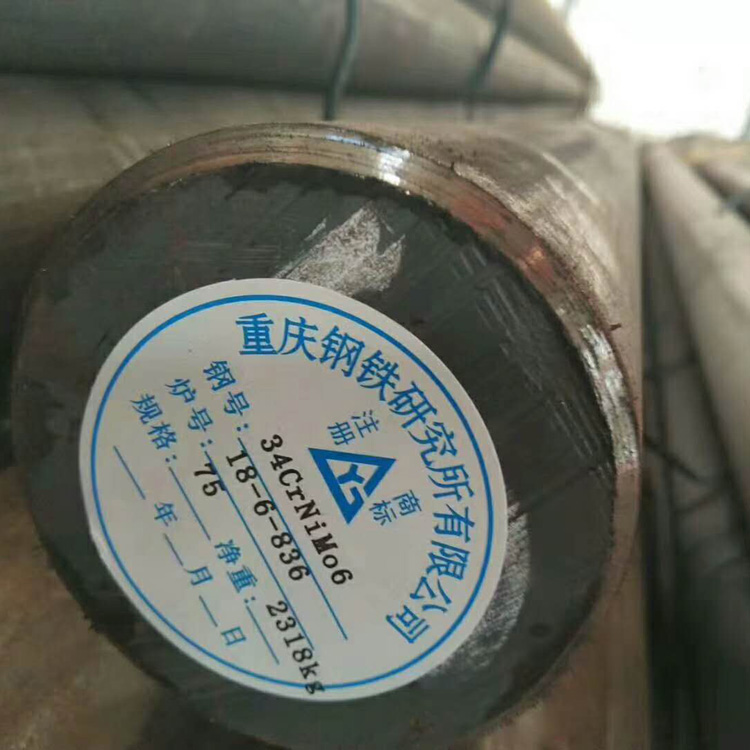 重庆钢铁研究所有限公司
注册 商标
钢号:34CrNiMo6
炉号:18-6-836
规格:75 净重:2318kg
年 月 日